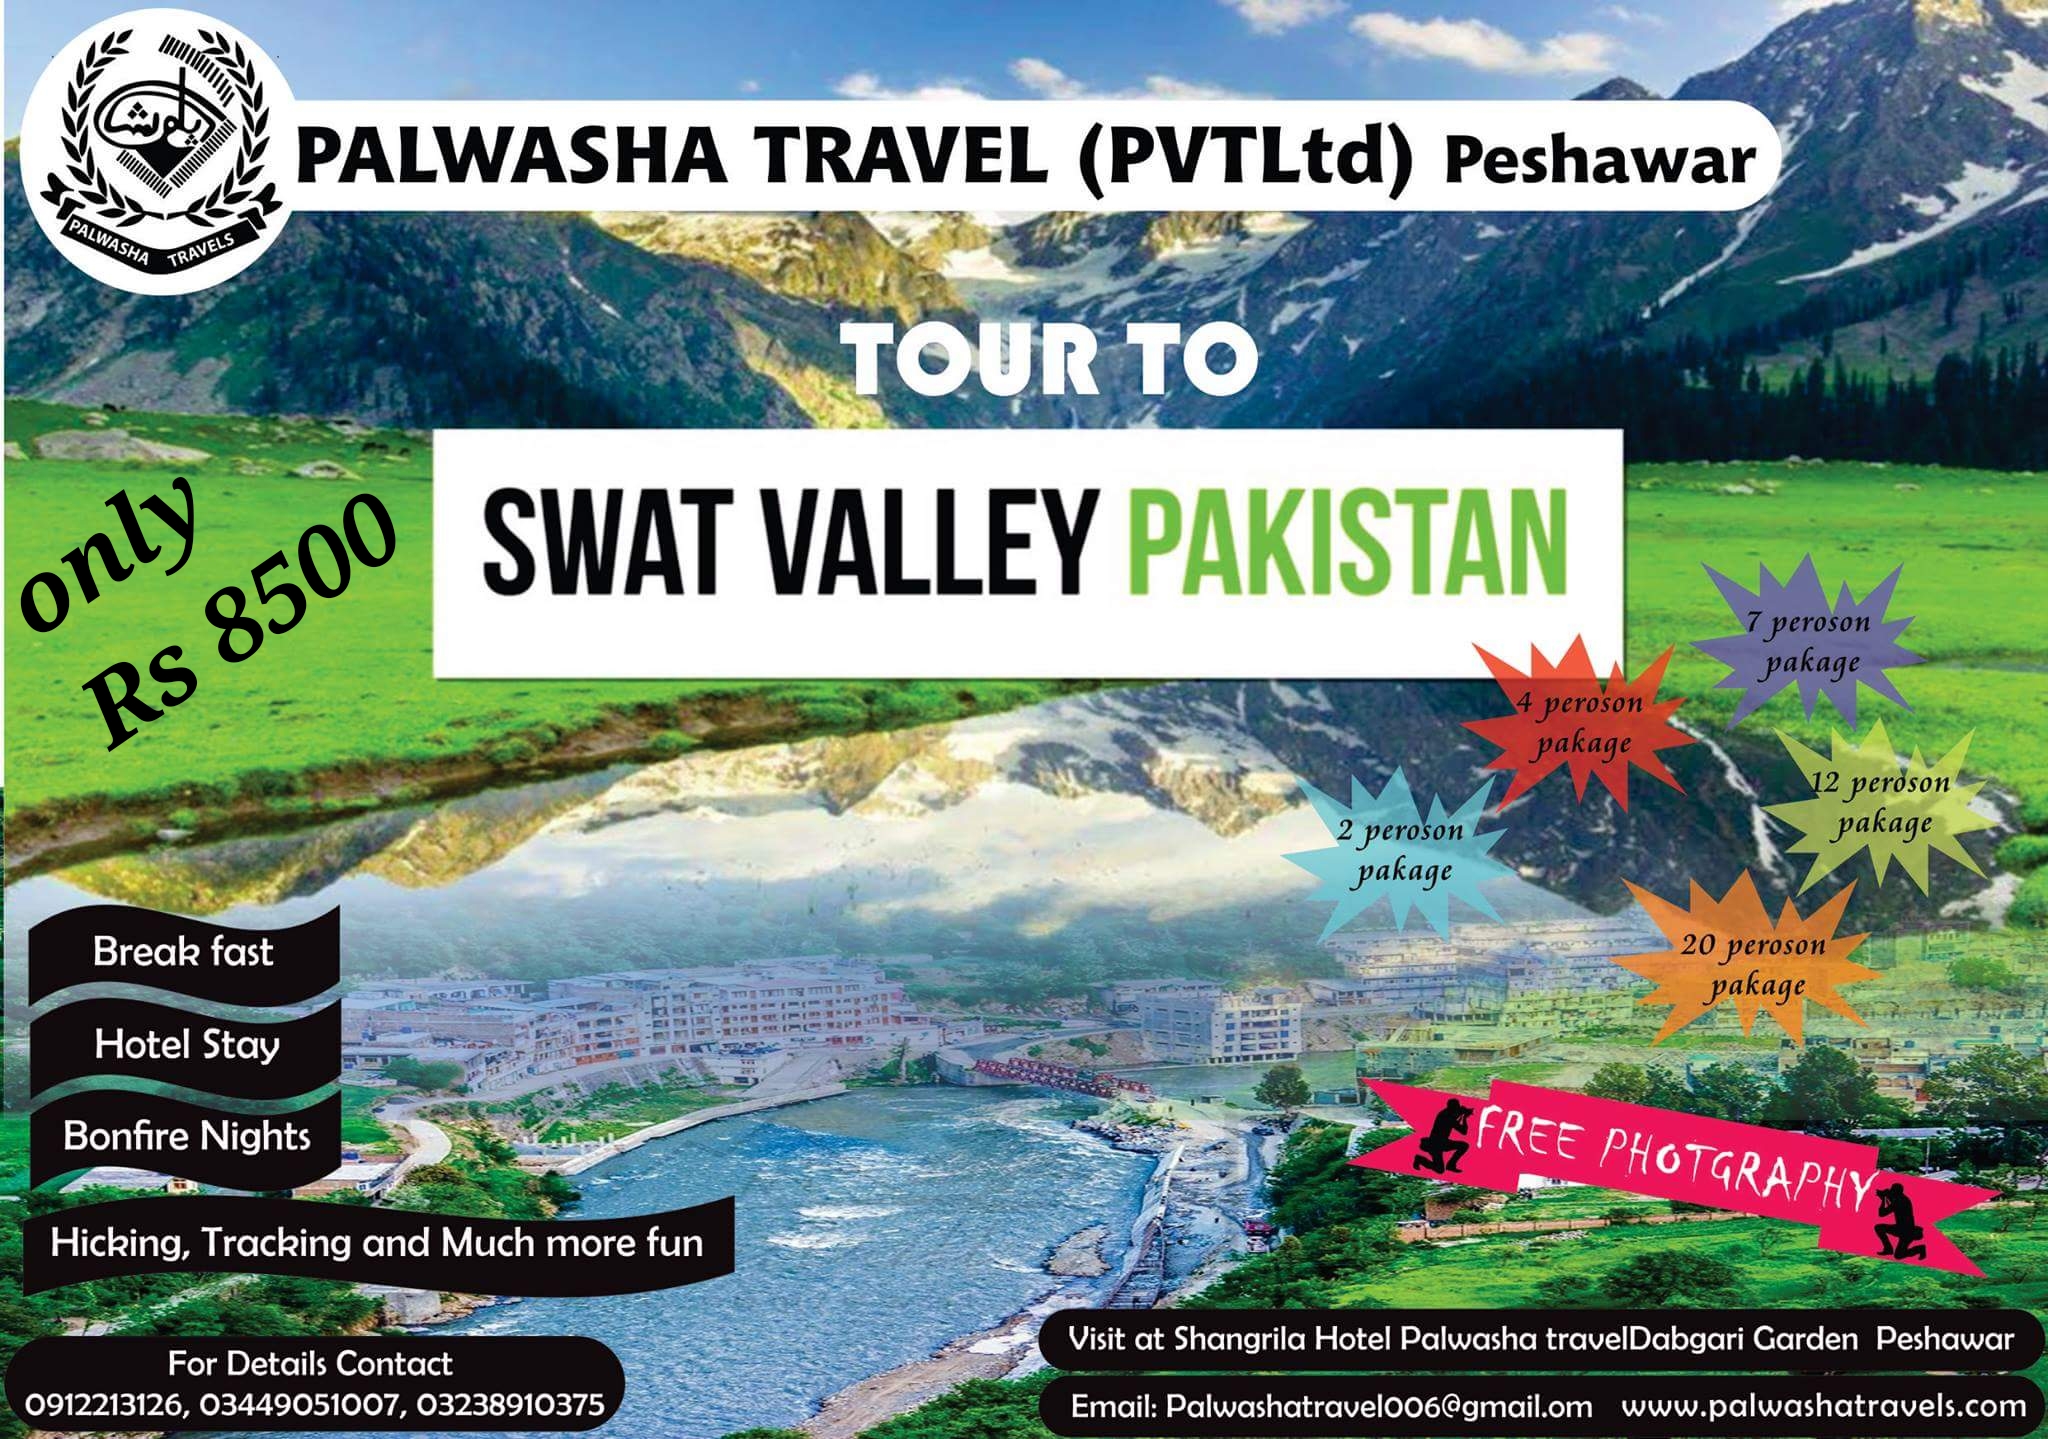 پلوشا
PALWASHA TRAVELS
PALWASHA TRAVEL (PVTLtd) Peshawar
TOUR TO
SWAT VALLEY PAKISTAN
only
Rs 8500
7 peroson
pakage
4 peroson
pakage
12 peroson
pakage
2 peroson
pakage
20 peroson
pakage
Break fast
Hotel Stay
Bonfire Nights
Hicking, Tracking and Much more fun
FREE PHOTGRAPHY
For Details Contact
0912213126, 03449051007, 03238910375
Visit at Shangrila Hotel Palwasha travelDabgari Garden Peshawar
Email: Palwashatravel006@gmail.om www.palwashatravels.com